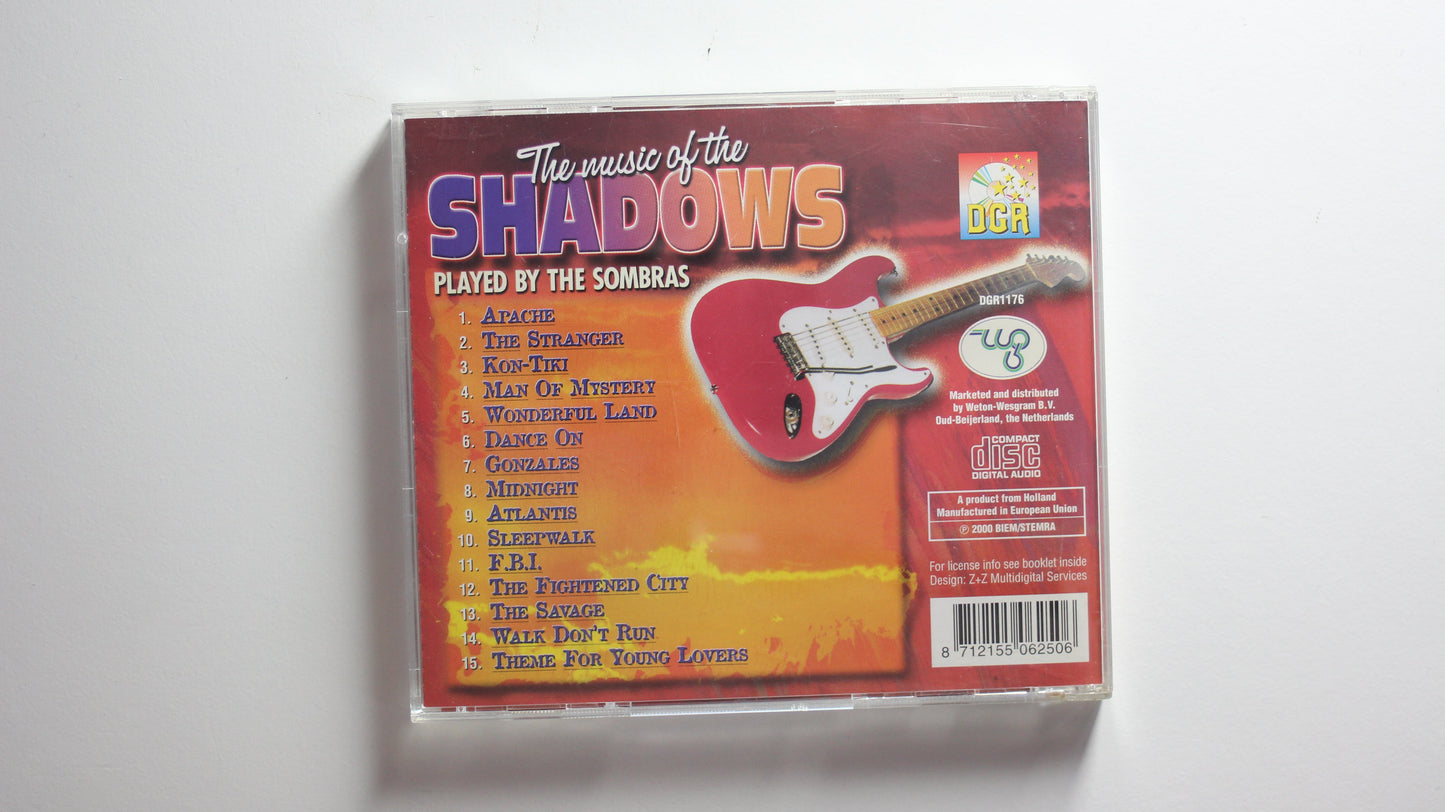 The music of the
SHADOWS
PLAYED BY THE SOMBRAS
1. APACHE
2. THE STRANGER
3. KON-TIKI
4. MAN OF MYSTERY
5. WONDERFUL LAND
6. DANCE ON
7. GONZALES
8. MIDNIGHT
9. ATLANTIS
10. SLEEPWALK
11. F.B.I.
12. THE FIGHTENED CITY
13. THE SAVAGE
14. WALK DON'T RUN
15. THEME FOR YOUNG LOVERS
DGR
DGR1176
Marketed and distributed
by Weton-Wesgram B.V.
Oud-Beijerland, the Netherlands
COMPACT
disc
DIGITAL AUDIO
A product from Holland
Manufactured in European Union
℗ 2000 BIEM/STEMRA
For license info see booklet inside
Design: Z+Z Multidigital Services
8 712155 062506